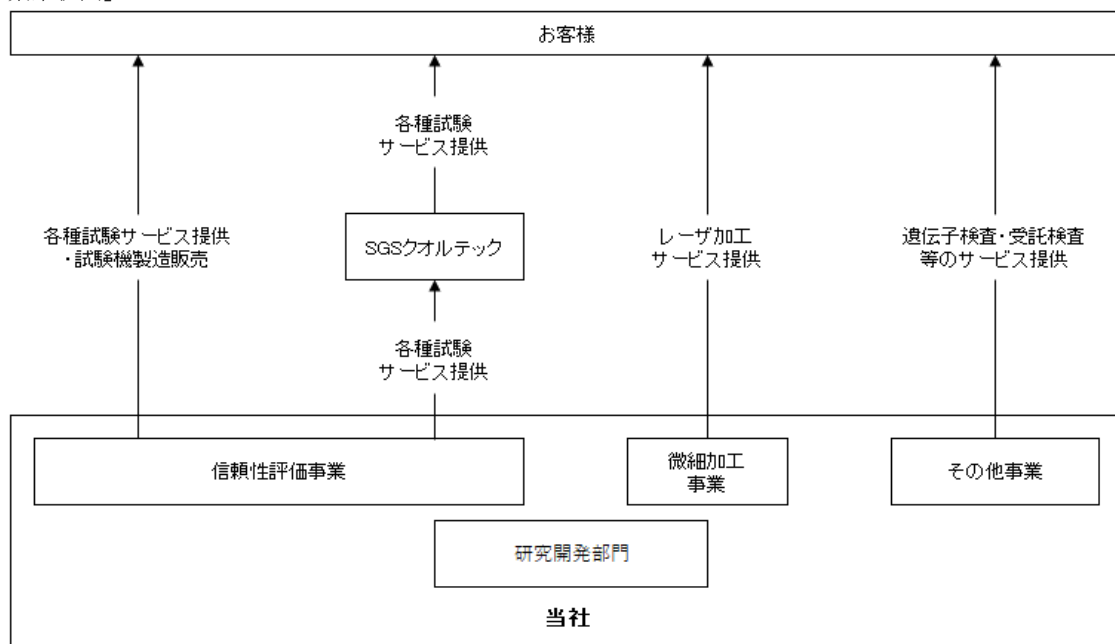 お客様
各種試験
サービス提供
各種試験サービス提供
・試験機製造販売
SGSクオルテック
レーザ加工
サービス提供
遺伝子検査・受託検査
等のサービス提供
各種試験
サービス提供
信頼性評価事業
微細加工
事業
その他事業
研究開発部門
当社